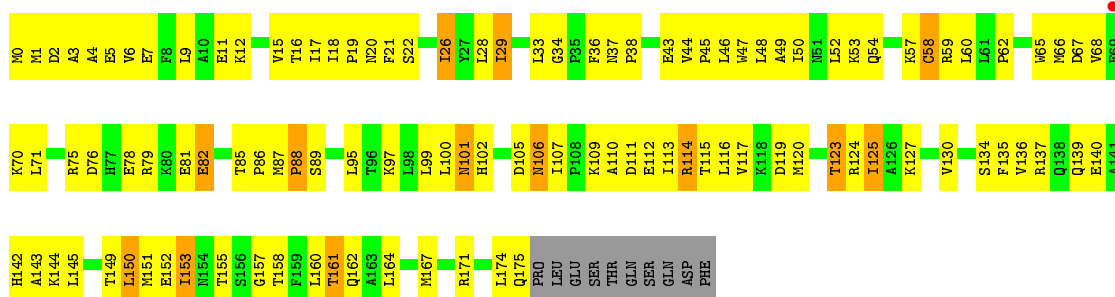 M0 M1 D2 A3 A4 E5 V6 E7 F8 L9 A10 E11 K12 V15 T16 I17 I18 P19 N20 F21 S22 I26 Y27 L28 I29 L33 G34 P35 F36 N37 P38 E43 V44 P45 L46 W47 L48 A49 I50 N51 L52 K53 Q54 K57 C58 R59 L60 L61 P62 W65 M66 D67 V68 E69
K70 L71 R75 D76 H77 E78 R79 K80 E81 E82 T85 P86 M87 P88 S89 L95 T96 K97 L98 L99 L100 N101 H102 D105 N106 I107 P108 K109 A110 D111 E112 I113 R114 T115 L116 V117 K118 D119 M120 T123 R124 I125 A126 K127 V130 S134 F135 V136 R137 Q138 Q139 E140 A141
H142 A143 K144 L145 T149 L150 M151 E152 I153 N154 T155 S156 G157 T158 F159 L160 T161 Q162 A163 L164 M167 R171 L174 Q175 PRO LEU GLU SER THR GLN SER GLN ASP PHE